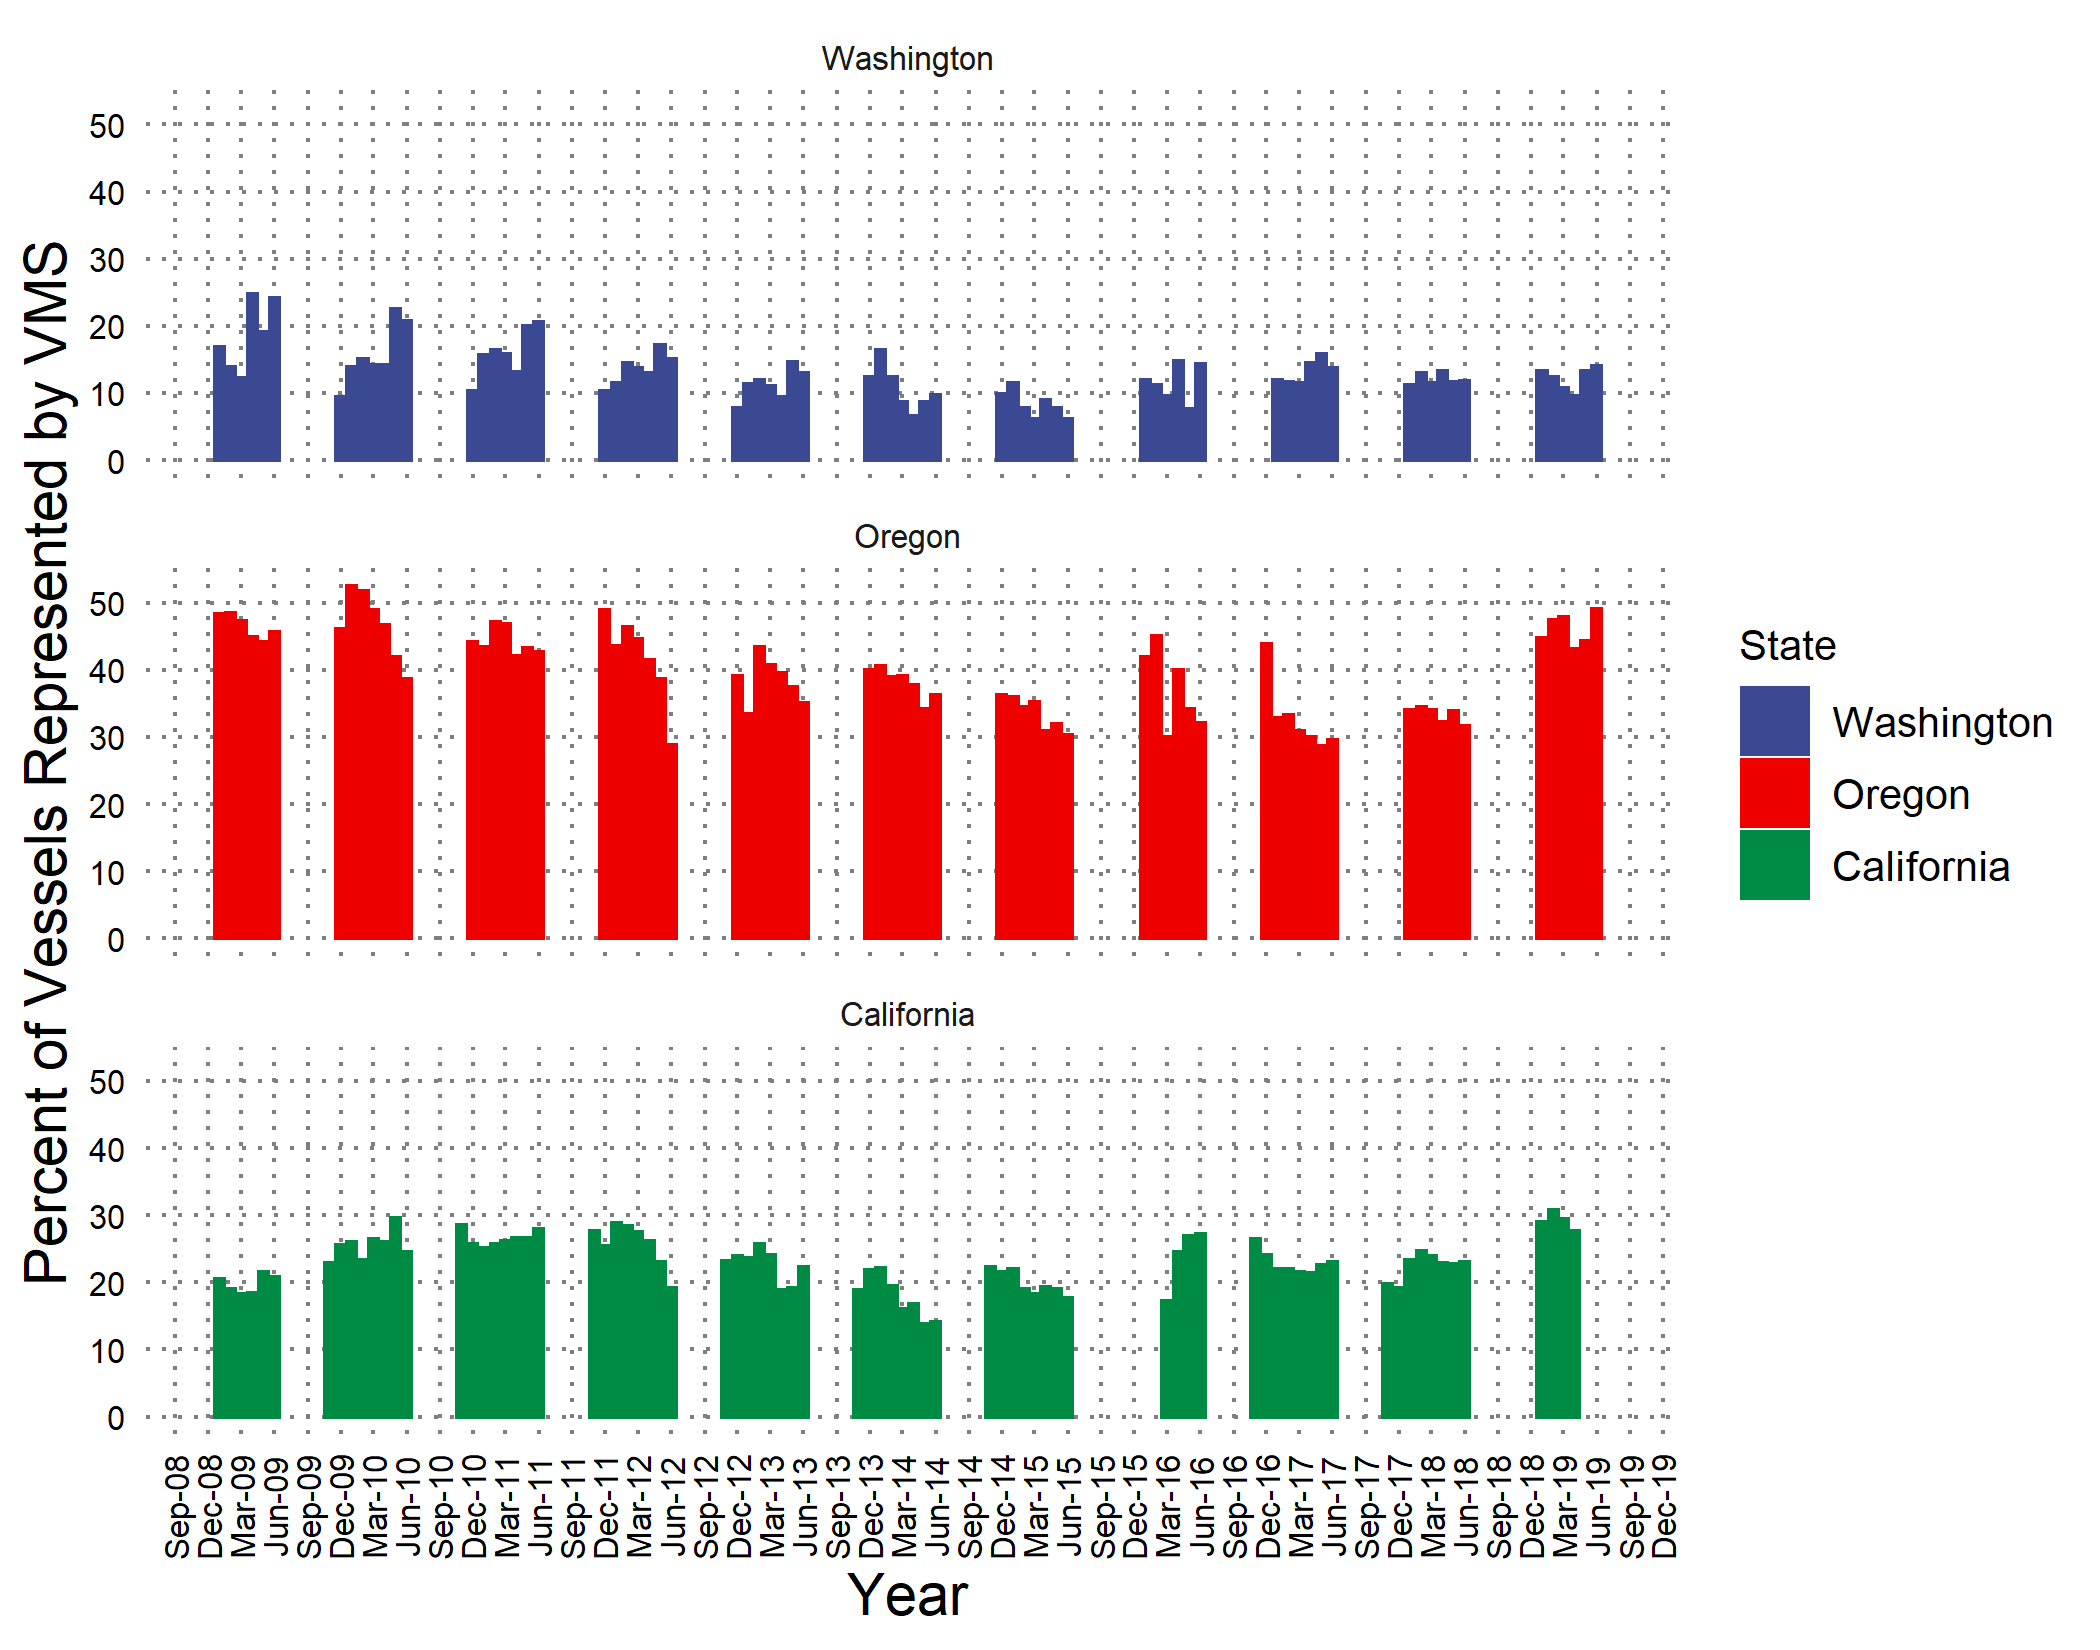 Washington
50
40
30
20
10
0
Oregon
50
40
30
20
10
0
California
50
40
30
20
10
0
Percent of Vessels Represented by VMS
Sep-08
Dec-08
Mar-09
Jun-09
Sep-09
Dec-09
Mar-10
Jun-10
Sep-10
Dec-10
Mar-11
Jun-11
Sep-11
Dec-11
Mar-12
Jun-12
Sep-12
Dec-12
Mar-13
Jun-13
Sep-13
Dec-13
Mar-14
Jun-14
Sep-14
Dec-14
Mar-15
Jun-15
Sep-15
Dec-15
Mar-16
Jun-16
Sep-16
Dec-16
Mar-17
Jun-17
Sep-17
Dec-17
Mar-18
Jun-18
Sep-18
Dec-18
Mar-19
Jun-19
Sep-19
Dec-19
Year
State
Washington
Oregon
California